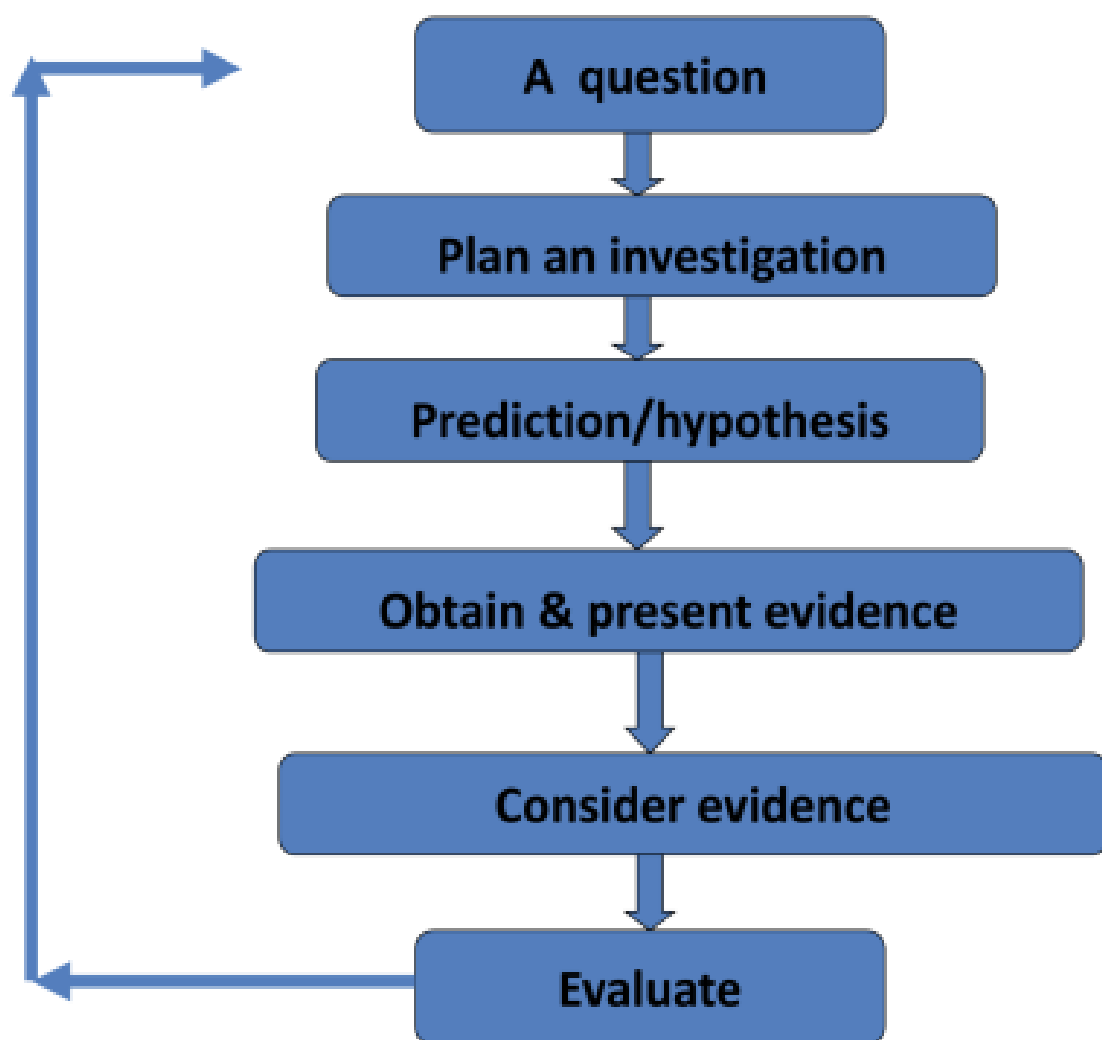 A question
Plan an investigation
Prediction/hypothesis
Obtain & present evidence
Consider evidence
Evaluate